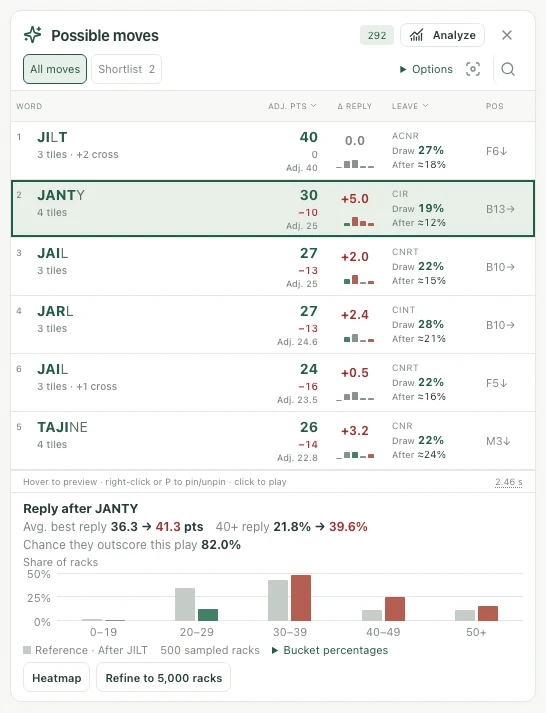 Possible moves 292 Analyze
All moves Shortlist 2 Options
WORD ADJ. PTS Δ REPLY LEAVE POS
1 JILT 40 0.0 ACNR F6↓
3 tiles · +2 cross 0 Draw 27%
Adj. 40 After ≈18%
2 JANTY 30 +5.0 CIR B13→
4 tiles −10 Draw 19%
Adj. 25 After ≈12%
3 JAIL 27 +2.0 CNRT B10→
3 tiles −13 Draw 22%
Adj. 25 After ≈15%
4 JARL 27 +2.4 CINT B10→
3 tiles −13 Draw 28%
Adj. 24.6 After ≈21%
6 JAIL 24 +0.5 CNRT F5↓
3 tiles · +1 cross −16 Draw 22%
Adj. 23.5 After ≈16%
5 TAJINE 26 +3.2 CNR M3↓
4 tiles −14 Draw 22%
Adj. 22.8 After ≈24%
Hover to preview · right-click or P to pin/unpin · click to play 2.46 s
Reply after JANTY
Avg. best reply 36.3 → 41.3 pts 40+ reply 21.8% → 39.6%
Chance they outscore this play 82.0%
Share of racks
50%
25%
0%
0–19 20–29 30–39 40–49 50+
Reference · After JILT 500 sampled racks Bucket percentages
Heatmap Refine to 5,000 racks